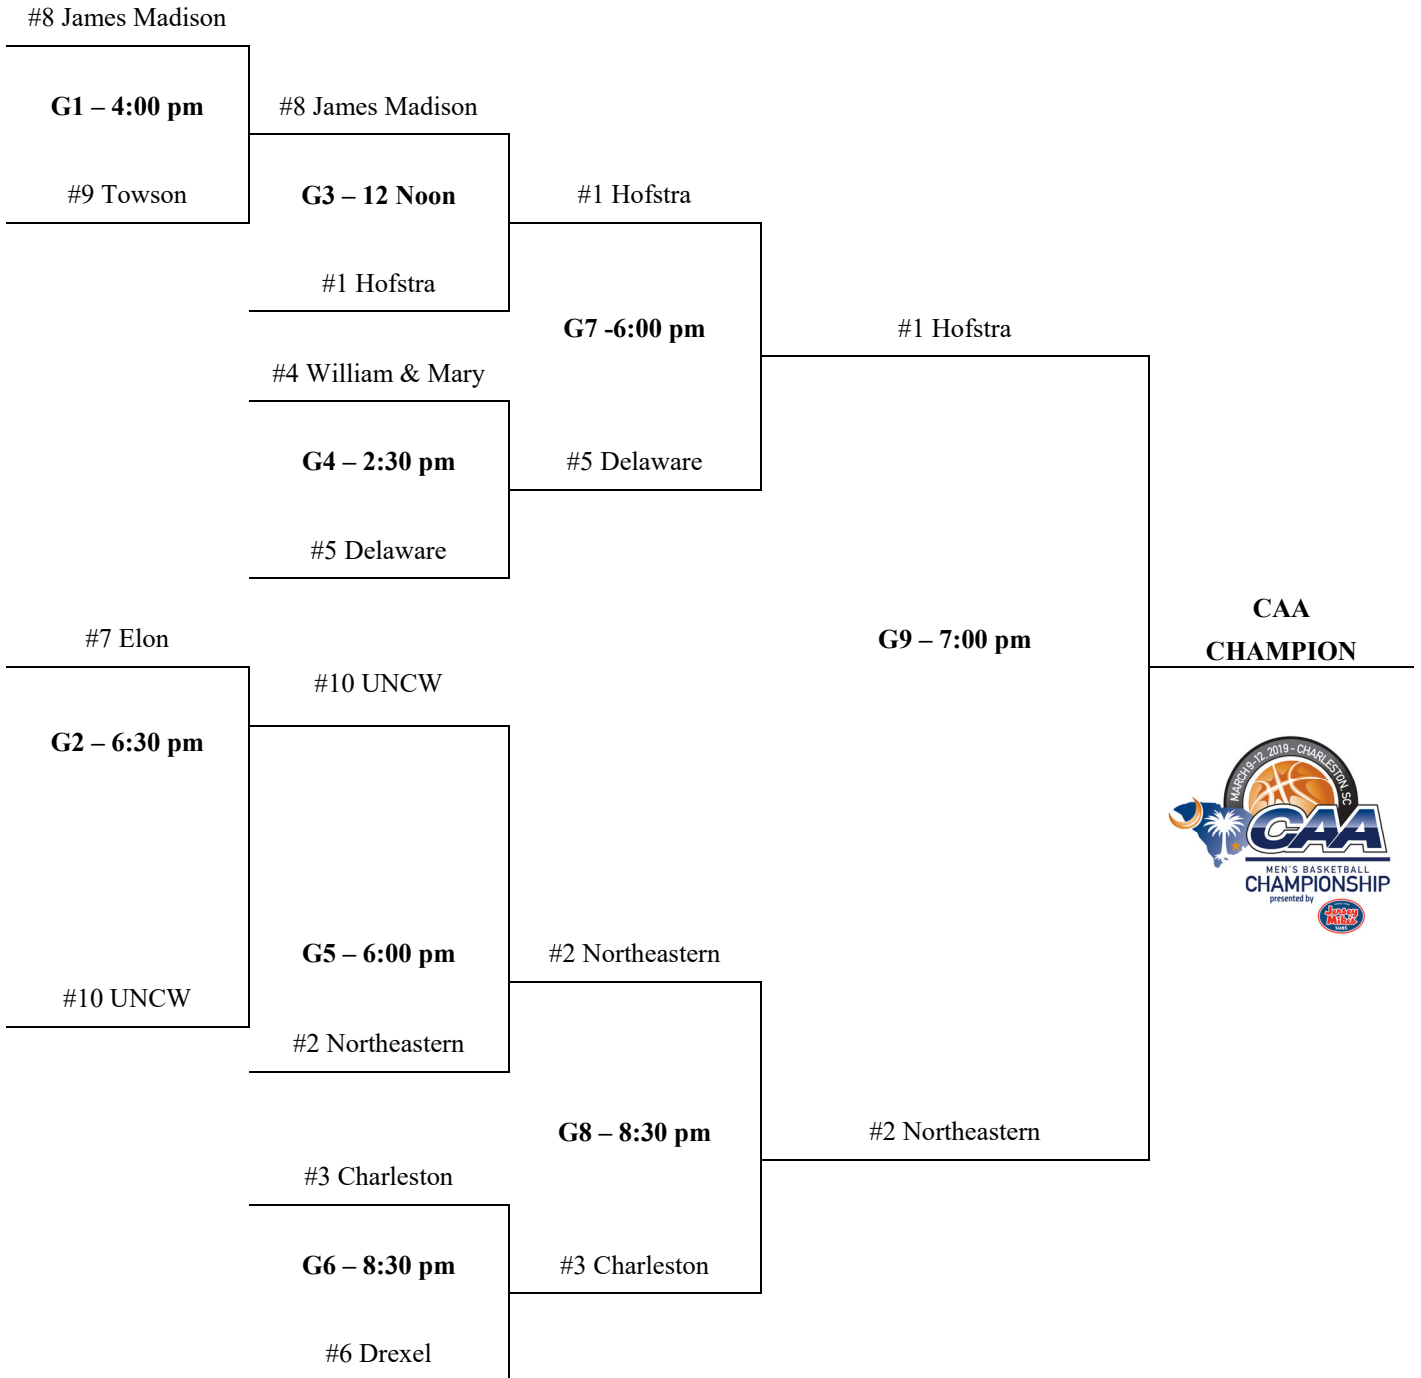 #8 James Madison
G1 – 4:00 pm
#8 James Madison
#9 Towson
G3 – 12 Noon
#1 Hofstra
#1 Hofstra
G7 -6:00 pm
#1 Hofstra
#4 William & Mary
G4 – 2:30 pm
#5 Delaware
#5 Delaware
CAA
CHAMPION
#7 Elon
G9 – 7:00 pm
#10 UNCW
G2 – 6:30 pm
MARCH 9-12, 2019 - CHARLESTON, SC
CAA
MEN'S BASKETBALL
CHAMPIONSHIP
presented by
Jersey
Mike's
SUBS
G5 – 6:00 pm
#2 Northeastern
#10 UNCW
#2 Northeastern
G8 – 8:30 pm
#2 Northeastern
#3 Charleston
G6 – 8:30 pm
#3 Charleston
#6 Drexel